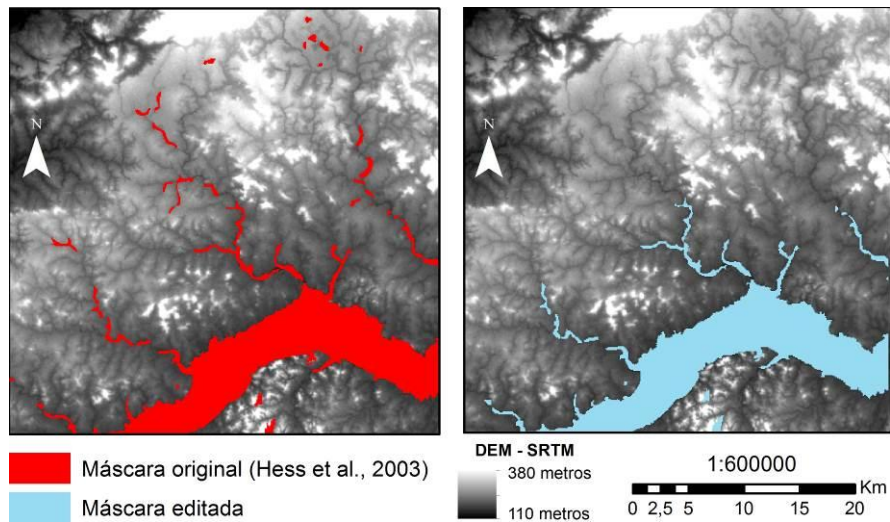 N
N
Máscara original (Hess et al., 2003)
Máscara editada
DEM - SRTM
380 metros
110 metros
1:600000
Km
0 2,5 5 10 15 20